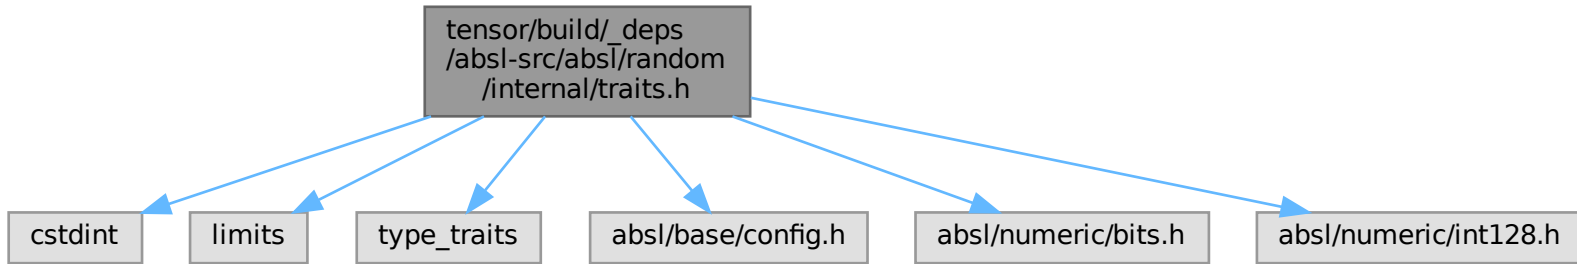 tensor/build/_deps
/absl-src/absl/random
/internal/traits.h
cstdint
limits
type_traits
absl/base/config.h
absl/numeric/bits.h
absl/numeric/int128.h